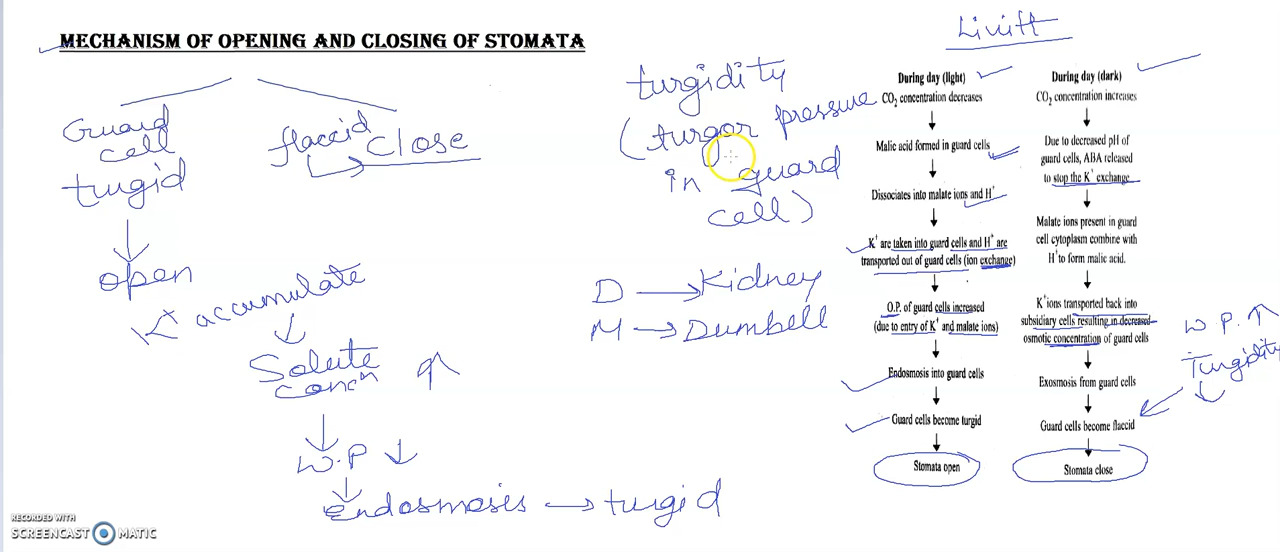 MECHANISM OF OPENING AND CLOSING OF STOMATA
Guard
cell
turgid
open
flaccid
Close
K+ accumulate
Solute
concn ↑
W.P ↓
Endosmosis → turgid
turgidity
(turgor pressure
in guard
cell)
D → Kidney
M → Dumbell
During day (light)
CO2 concentration decreases
Malic acid formed in guard cells
Dissociates into malate ions and H+
K+ are taken into guard cells and H+ are
transported out of guard cells (ion exchange)
O.P. of guard cells increased
(due to entry of K+ and malate ions)
Endosmosis into guard cells
Guard cells become turgid
Stomata open
During day (dark)
CO2 concentration increases
Due to decreased pH of
guard cells, ABA released
to stop the K+ exchange
Malate ions present in guard
cell cytoplasm combine with
H+to form malic acid.
K+ions transported back into
subsidiary cells resulting in decreased
osmotic concentration of guard cells
Exosmosis from guard cells
Guard cells become flaccid
Stomata close
W P. ↑
Turgidity
↓
RECORDED WITH
SCREENCAST MATIC